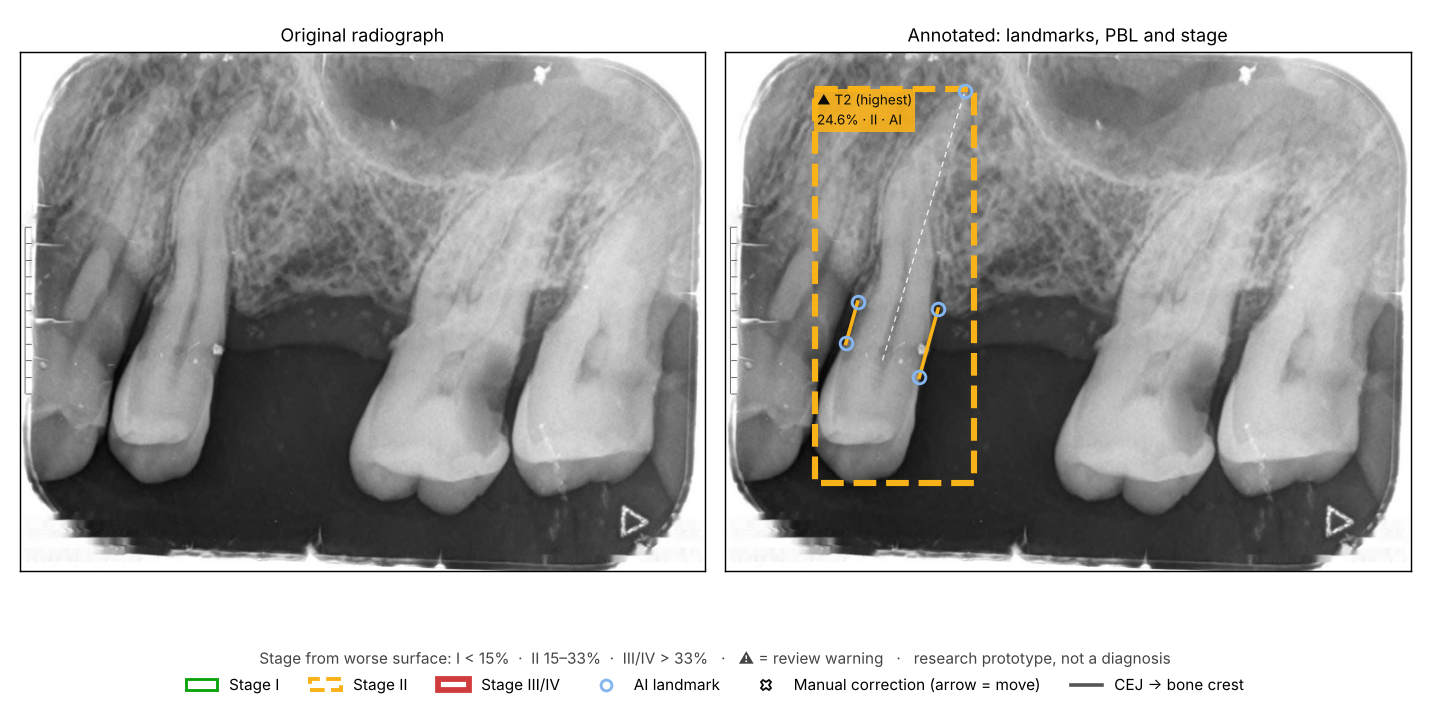 Original radiograph
Annotated: landmarks, PBL and stage
▲ T2 (highest)
24.6% · II · AI
Stage from worse surface: I < 15% · II 15–33% · III/IV > 33% · ⚠ = review warning · research prototype, not a diagnosis
Stage I
Stage II
Stage III/IV
AI landmark
Manual correction (arrow = move)
CEJ → bone crest